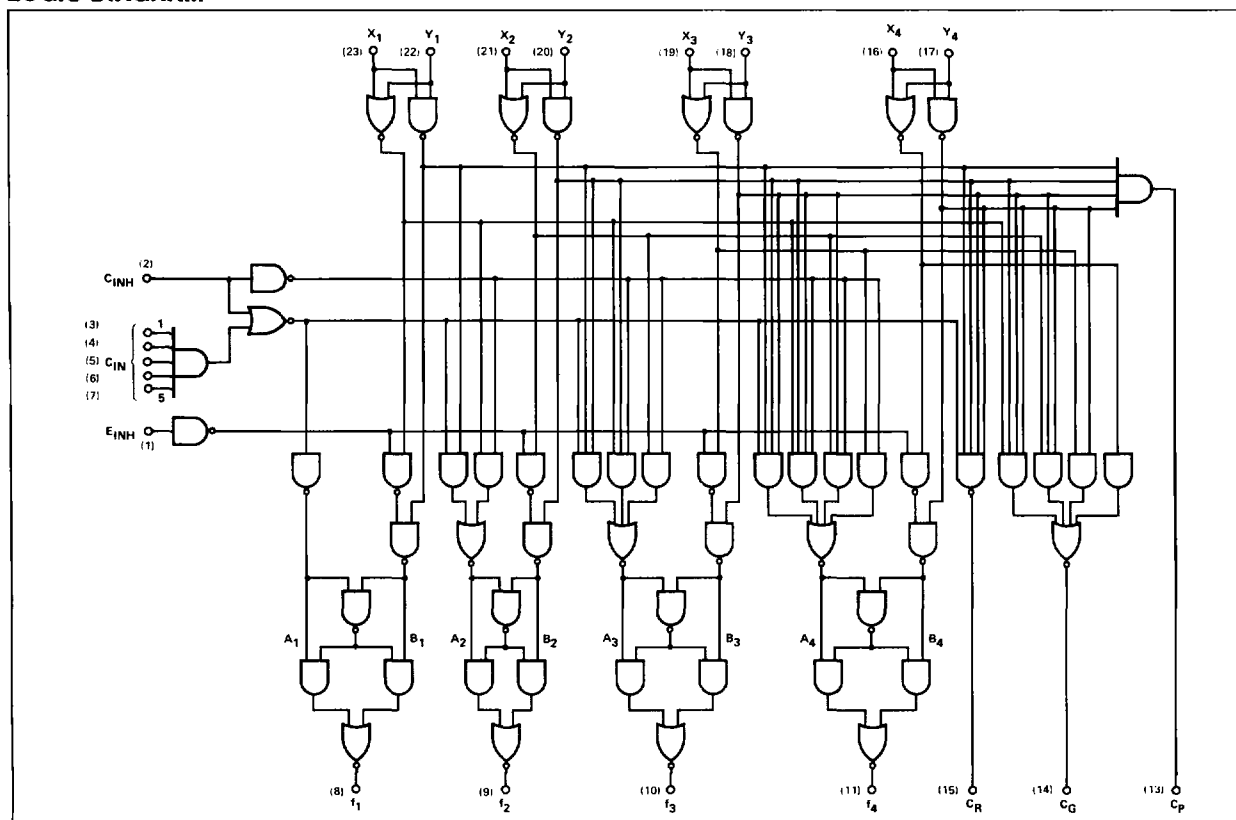 X1 Y1 X2 Y2 X3 Y3 X4 Y4
(23) (22) (21) (20) (19) (18) (16) (17)
(2)
CINH
(3) 1
(4)
(5) CIN
(6)
(7) 5
EINH
(1)
A1 B1 A2 B2 A3 B3 A4 B4
(8) (9) (10) (11) (15) (14) (13)
f1 f2 f3 f4 CR CG CP